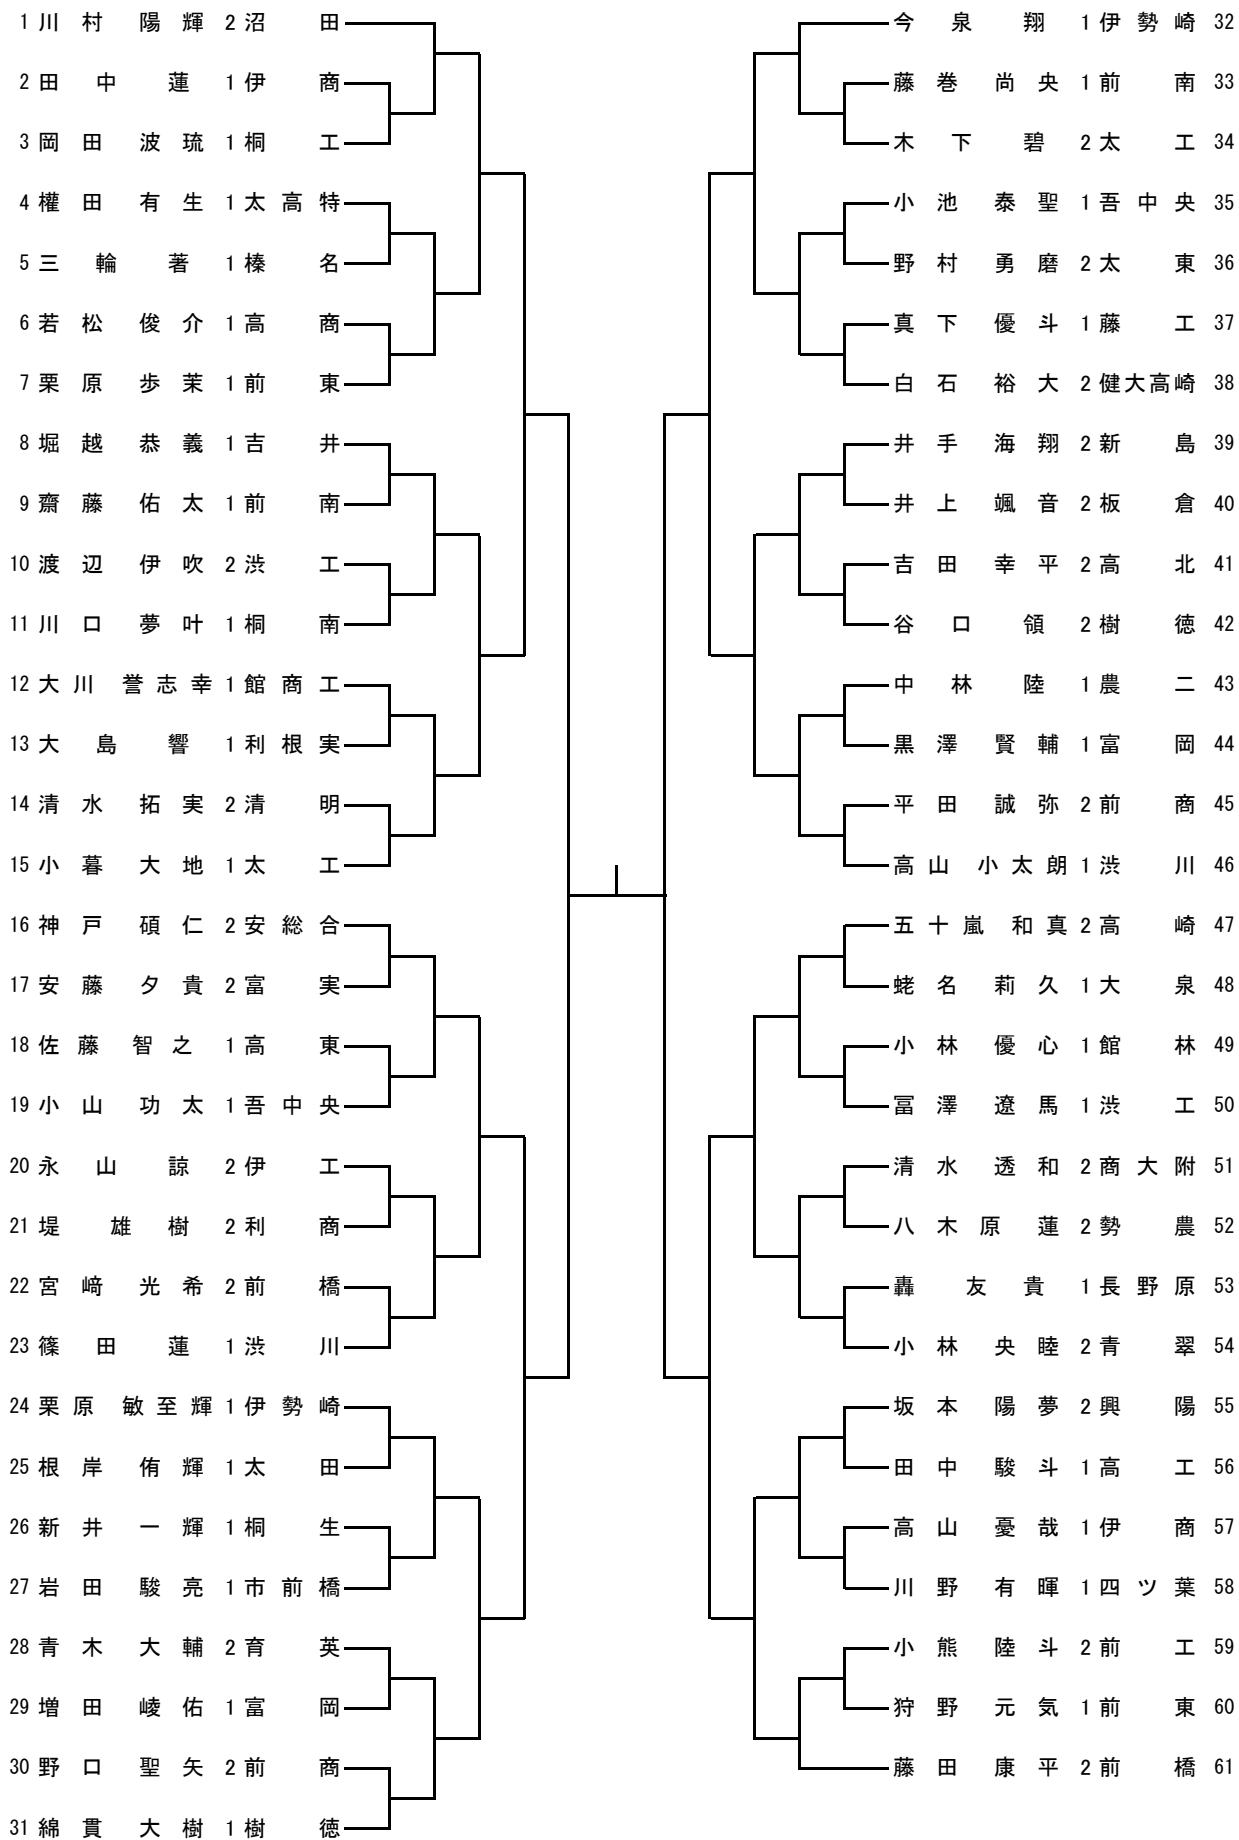 1 川村 陽輝 2 沼田
2 田中 蓮 1 伊商
3 岡田 波琉 1 桐工
4 權田 有生 1 太高特
5 三輪 著 1 榛名
6 若松 俊介 1 高商
7 栗原 歩茉 1 前東
8 堀越 恭義 1 吉井
9 齋藤 佑太 1 前南
10 渡辺 伊吹 2 渋工
11 川口 夢叶 1 桐南
12 大川 誉志幸 1 館商工
13 大島 響 1 利根実
14 清水 拓実 2 清明
15 小暮 大地 1 太工
16 神戸 碩仁 2 安総合
17 安藤 夕貴 2 富実
18 佐藤 智之 1 高東
19 小山 功太 1 吾中央
20 永山 諒 2 伊工
21 堤 雄樹 2 利商
22 宮﨑 光希 2 前橋
23 篠田 蓮 1 渋川
24 栗原 敏至輝 1 伊勢崎
25 根岸 侑輝 1 太田
26 新井 一輝 1 桐生
27 岩田 駿亮 1 市前橋
28 青木 大輔 2 育英
29 増田 崚佑 1 富岡
30 野口 聖矢 2 前商
31 綿貫 大樹 1 樹徳
今泉 翔 1 伊勢崎 32
藤巻 尚央 1 前南 33
木下 碧 2 太工 34
小池 泰聖 1 吾中央 35
野村 勇磨 2 太東 36
真下 優斗 1 藤工 37
白石 裕大 2 健大高崎 38
井手 海翔 2 新島 39
井上 颯音 2 板倉 40
吉田 幸平 2 高北 41
谷口 領 2 樹徳 42
中林 陸 1 農二 43
黒澤 賢輔 1 富岡 44
平田 誠弥 2 前商 45
高山 小太朗 1 渋川 46
五十嵐 和真 2 高崎 47
蛯名 莉久 1 大泉 48
小林 優心 1 館林 49
冨澤 遼馬 1 渋工 50
清水 透和 2 商大附 51
八木原 蓮 2 勢農 52
轟 友貴 1 長野原 53
小林 央睦 2 青翠 54
坂本 陽夢 2 興陽 55
田中 駿斗 1 高工 56
高山 憂哉 1 伊商 57
川野 有暉 1 四ツ葉 58
小熊 陸斗 2 前工 59
狩野 元気 1 前東 60
藤田 康平 2 前橋 61